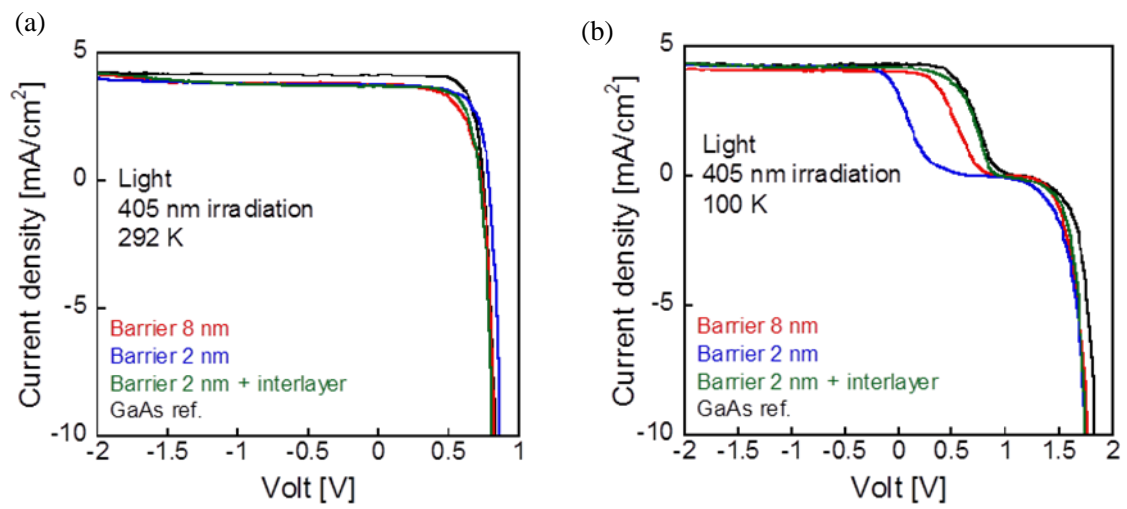 (a)
5
0
-5
-10
-2
-1.5
-1
-0.5
0
0.5
1
Current density [mA/cm²]
Volt [V]
Light
405 nm irradiation
292 K
Barrier 8 nm
Barrier 2 nm
Barrier 2 nm + interlayer
GaAs ref.
(b)
5
0
-5
-10
-2
-1.5
-1
-0.5
0
0.5
1
1.5
2
Current density [mA/cm²]
Volt [V]
Light
405 nm irradiation
100 K
Barrier 8 nm
Barrier 2 nm
Barrier 2 nm + interlayer
GaAs ref.